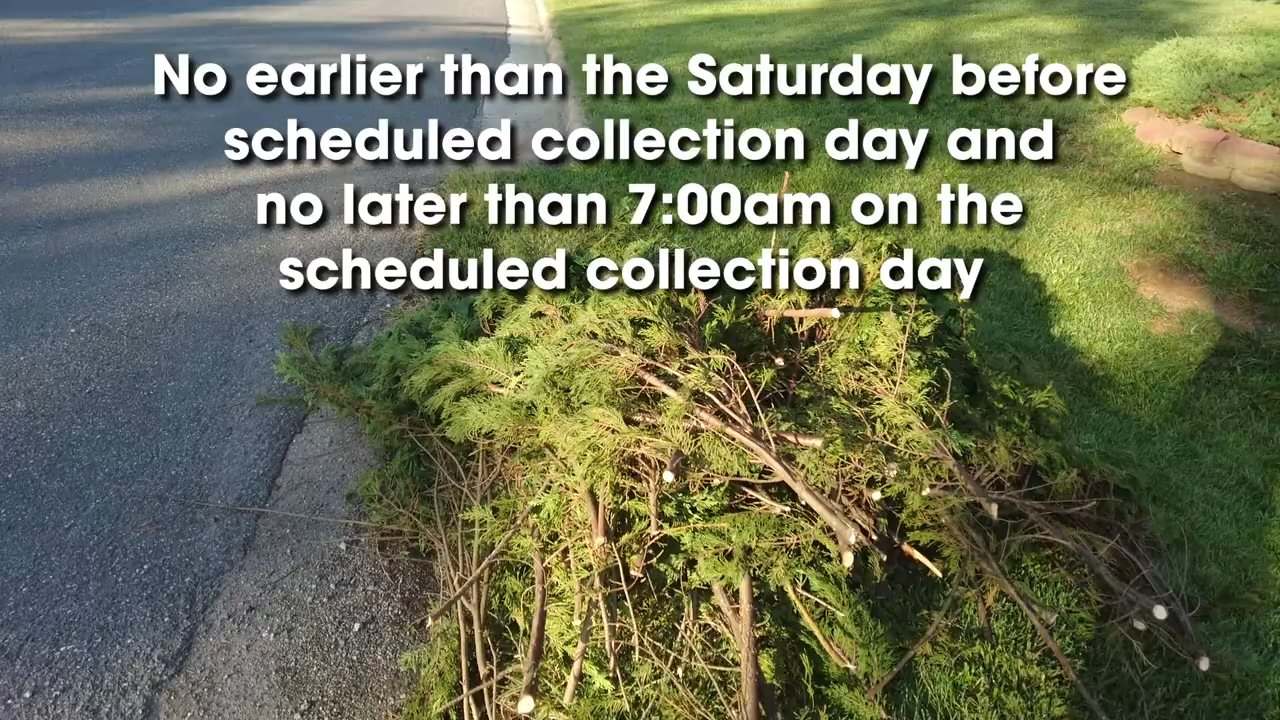 No earlier than the Saturday before
scheduled collection day and
no later than 7:00am on the
scheduled collection day